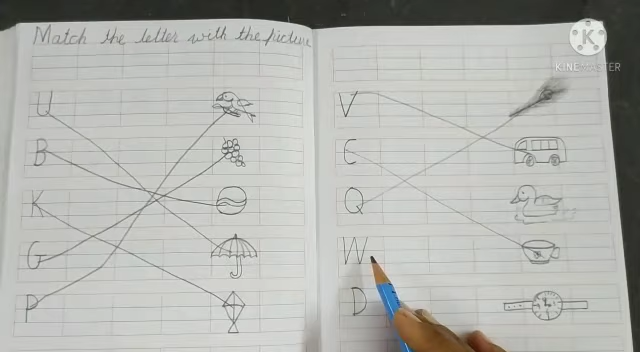 Match the letter with the picture
U
B
K
G
P
V
C
Q
W
D
K
KINEMASTER